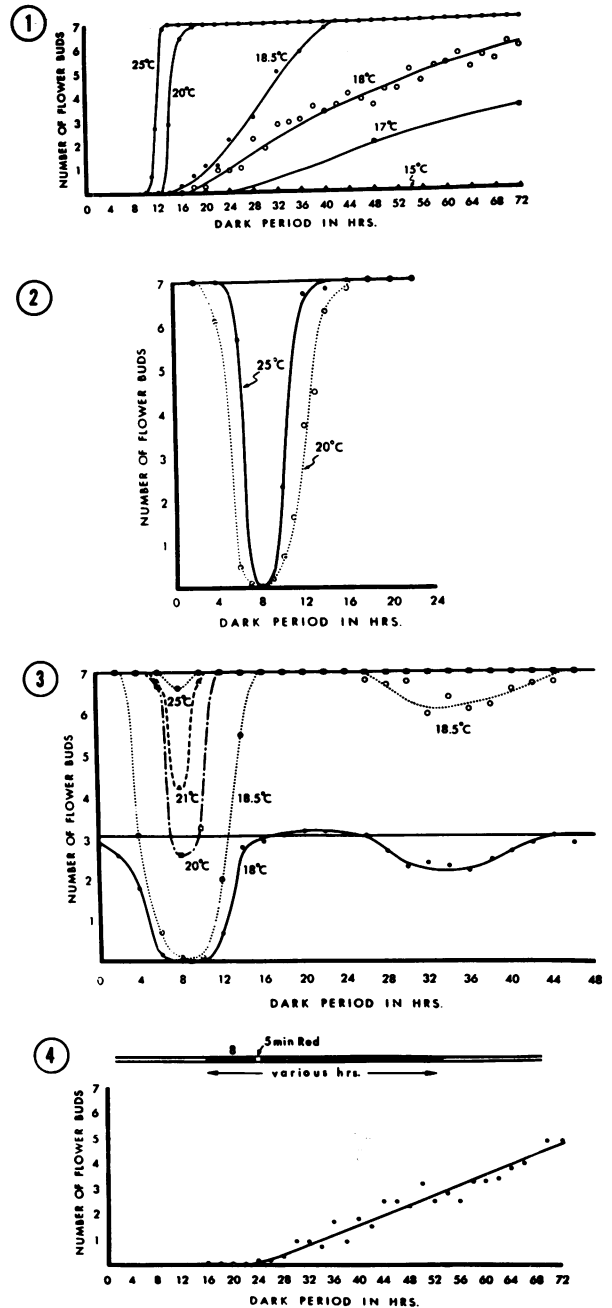 1
NUMBER OF FLOWER BUDS
7
6
5
4
3
2
1
25°C
20°C
18.5°C
18°C
17°C
15°C
0 4 8 12 16 20 24 28 32 36 40 44 48 52 56 60 64 68 72
DARK PERIOD IN HRS.
2
NUMBER OF FLOWER BUDS
7
6
5
4
3
2
1
25°C
20°C
0 4 8 12 16 20 24
DARK PERIOD IN HRS.
3
NUMBER OF FLOWER BUDS
7
6
5
4
3
2
1
25°C
18.5°C
21°C
18.5°C
20°C
18°C
0 4 8 12 16 20 24 28 32 36 40 44 48
DARK PERIOD IN HRS.
4
8
5 min Red
various hrs.
NUMBER OF FLOWER BUDS
7
6
5
4
3
2
1
0 4 8 12 16 20 24 28 32 36 40 44 48 52 56 60 64 68 72
DARK PERIOD IN HRS.